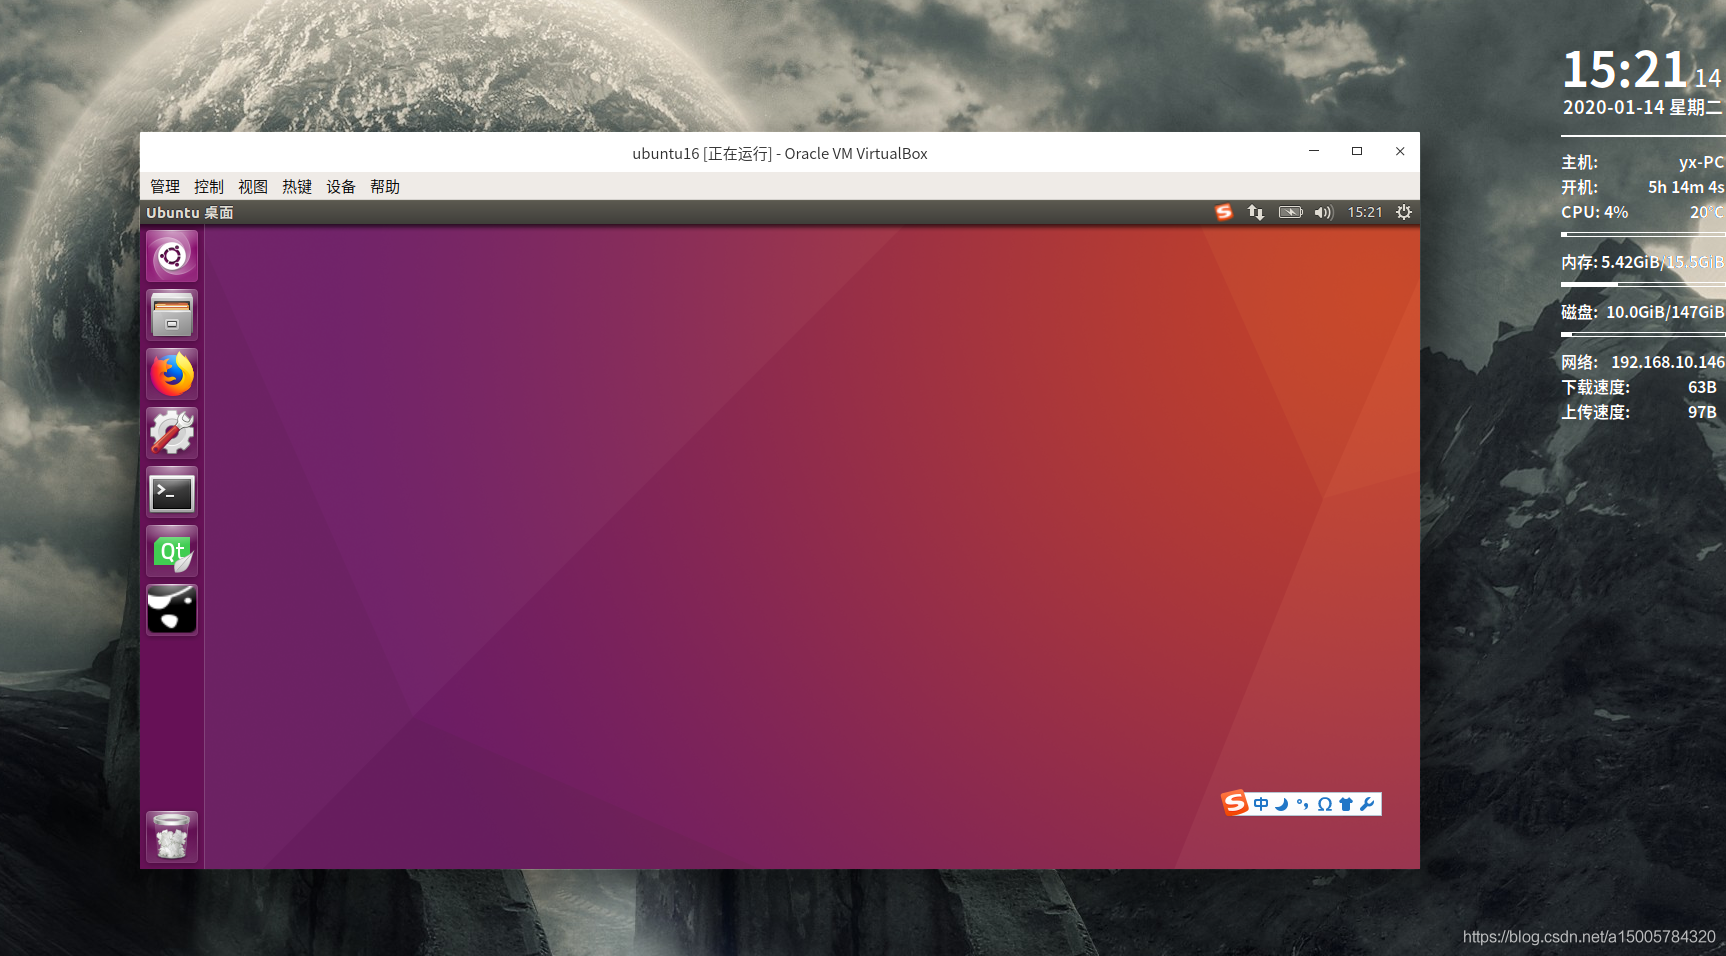 15:21 14
2020-01-14 星期二
主机: yx-PC
开机: 5h 14m 4s
CPU: 4% 20°C
内存: 5.42GiB/15.5GiB
磁盘: 10.0GiB/147GiB
网络: 192.168.10.146
下载速度: 63B
上传速度: 97B
ubuntu16 [正在运行] - Oracle VM VirtualBox
管理 控制 视图 热键 设备 帮助
Ubuntu 桌面 S 15:21
>_
Qt
S 中 °, Ω
https://blog.csdn.net/a15005784320